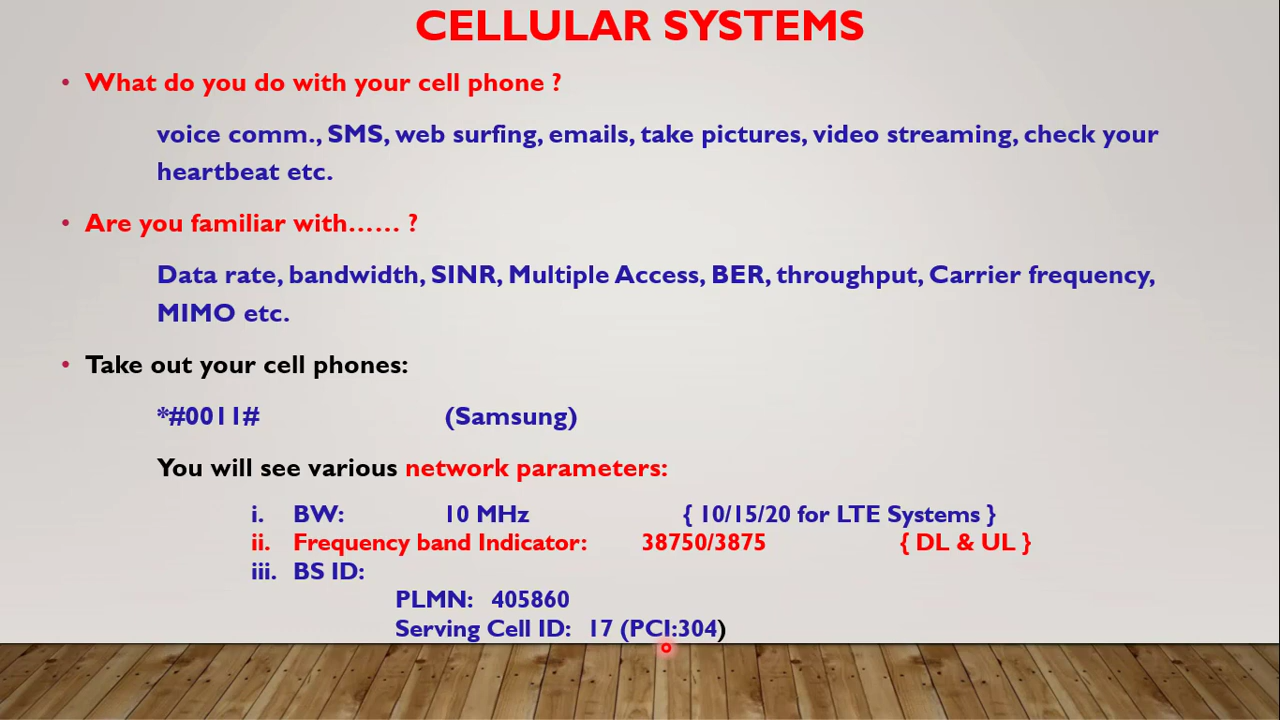 CELLULAR SYSTEMS
• What do you do with your cell phone ?
voice comm., SMS, web surfing, emails, take pictures, video streaming, check your
heartbeat etc.
• Are you familiar with...... ?
Data rate, bandwidth, SINR, Multiple Access, BER, throughput, Carrier frequency,
MIMO etc.
• Take out your cell phones:
*#0011# (Samsung)
You will see various network parameters:
i. BW: 10 MHz { 10/15/20 for LTE Systems }
ii. Frequency band Indicator: 38750/3875 { DL & UL }
iii. BS ID:
PLMN: 405860
Serving Cell ID: 17 (PCI:304)